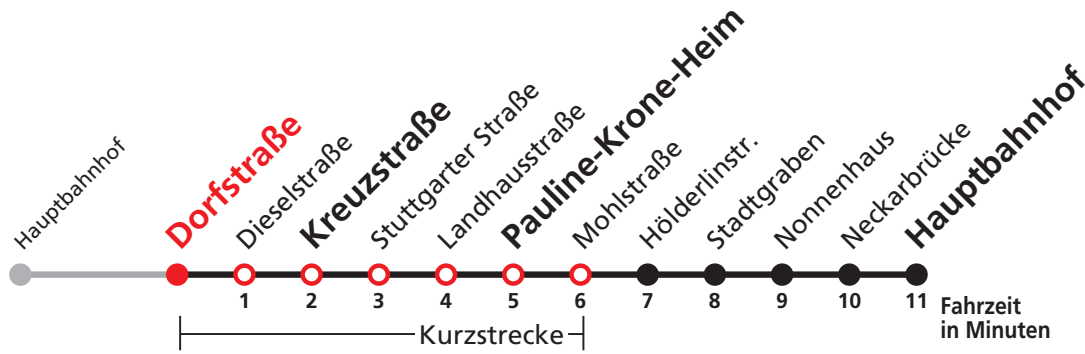 Hauptbahnhof
Dorfstraße
Dieselstraße
Kreuzstraße
Stuttgarter Straße
Landhausstraße
Pauline-Krone-Heim
Mohlstraße
Hölderlinstr.
Stadtgraben
Nonnenhaus
Neckarbrücke
Hauptbahnhof
1 2 3 4 5 6 7 8 9 10 11
Fahrzeit
in Minuten
Kurzstrecke